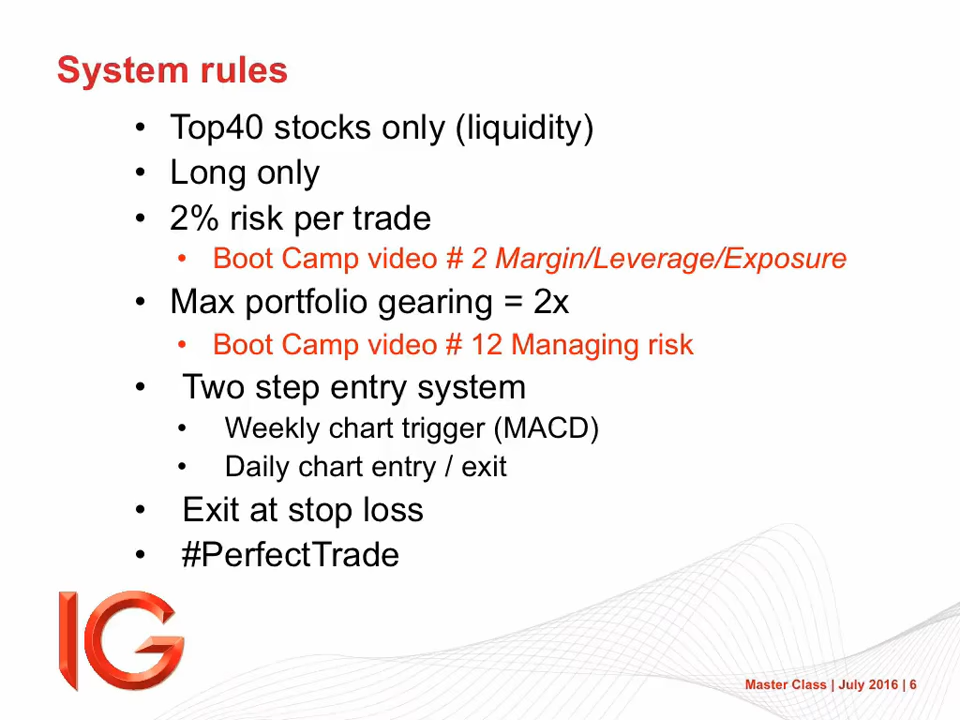 System rules
• Top40 stocks only (liquidity)
• Long only
• 2% risk per trade
• Boot Camp video # 2 Margin/Leverage/Exposure
• Max portfolio gearing = 2x
• Boot Camp video # 12 Managing risk
• Two step entry system
• Weekly chart trigger (MACD)
• Daily chart entry / exit
• Exit at stop loss
• #PerfectTrade
IG
Master Class | July 2016 | 6